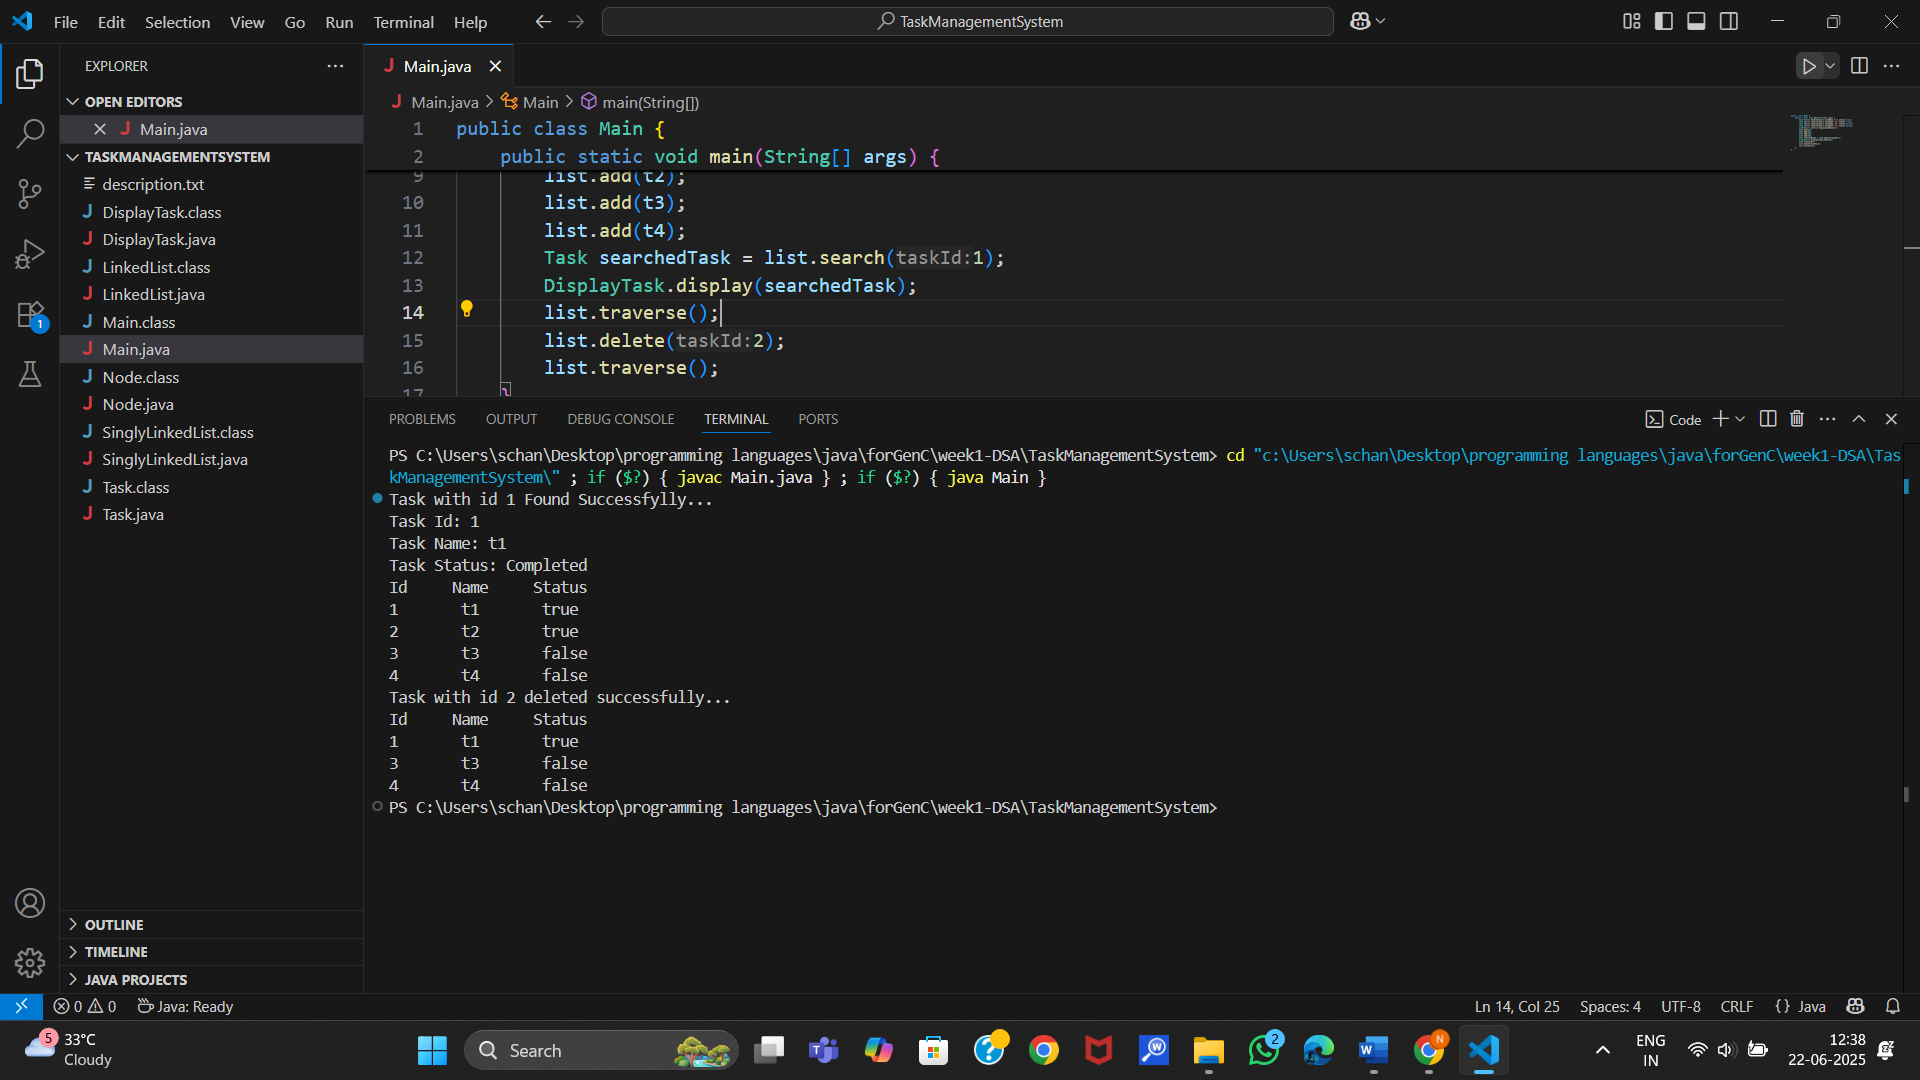 File Edit Selection View Go Run Terminal Help TaskManagementSystem
EXPLORER
OPEN EDITORS
Main.java
TASKMANAGEMENTSYSTEM
description.txt
DisplayTask.class
DisplayTask.java
LinkedList.class
LinkedList.java
Main.class
Main.java
Node.class
Node.java
SinglyLinkedList.class
SinglyLinkedList.java
Task.class
Task.java
OUTLINE
TIMELINE
JAVA PROJECTS
1
Main.java
Main.java > Main > main(String[])
1 public class Main {
2 public static void main(String[] args) {
9 list.add(t2);
10 list.add(t3);
11 list.add(t4);
12 Task searchedTask = list.search(taskId:1);
13 DisplayTask.display(searchedTask);
14 list.traverse();
15 list.delete(taskId:2);
16 list.traverse();
17 }
PROBLEMS OUTPUT DEBUG CONSOLE TERMINAL PORTS Code
PS C:\Users\schan\Desktop\programming languages\java\forGenC\week1-DSA\TaskManagementSystem> cd "c:\Users\schan\Desktop\programming languages\java\forGenC\week1-DSA\Tas
kManagementSystem\" ; if ($?) { javac Main.java } ; if ($?) { java Main }
Task with id 1 Found Successfylly...
Task Id: 1
Task Name: t1
Task Status: Completed
Id Name Status
1 t1 true
2 t2 true
3 t3 false
4 t4 false
Task with id 2 deleted successfully...
Id Name Status
1 t1 true
3 t3 false
4 t4 false
PS C:\Users\schan\Desktop\programming languages\java\forGenC\week1-DSA\TaskManagementSystem>
0 0 Java: Ready Ln 14, Col 25 Spaces: 4 UTF-8 CRLF {} Java
5 33°C
Cloudy
Search
2
N
ENG
IN
12:38
22-06-2025